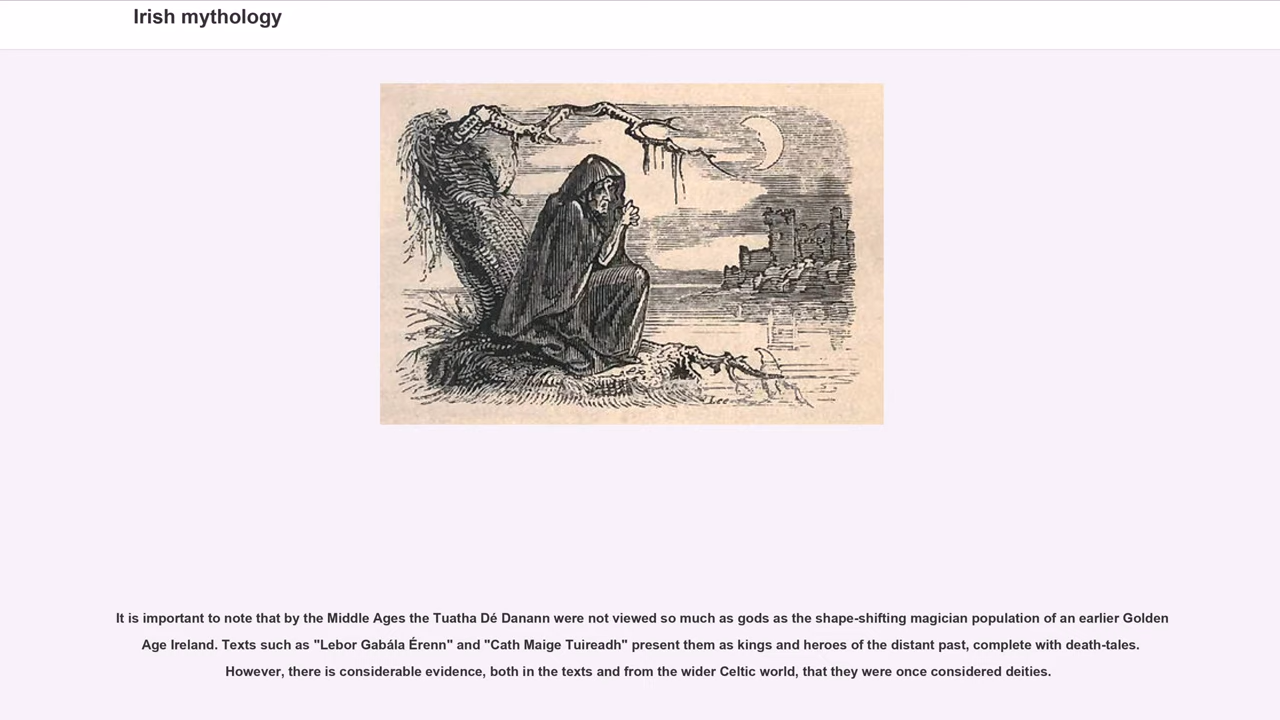 Irish mythology
Lee
It is important to note that by the Middle Ages the Tuatha Dé Danann were not viewed so much as gods as the shape-shifting magician population of an earlier Golden
Age Ireland. Texts such as "Lebor Gabála Érenn" and "Cath Maige Tuireadh" present them as kings and heroes of the distant past, complete with death-tales.
However, there is considerable evidence, both in the texts and from the wider Celtic world, that they were once considered deities.